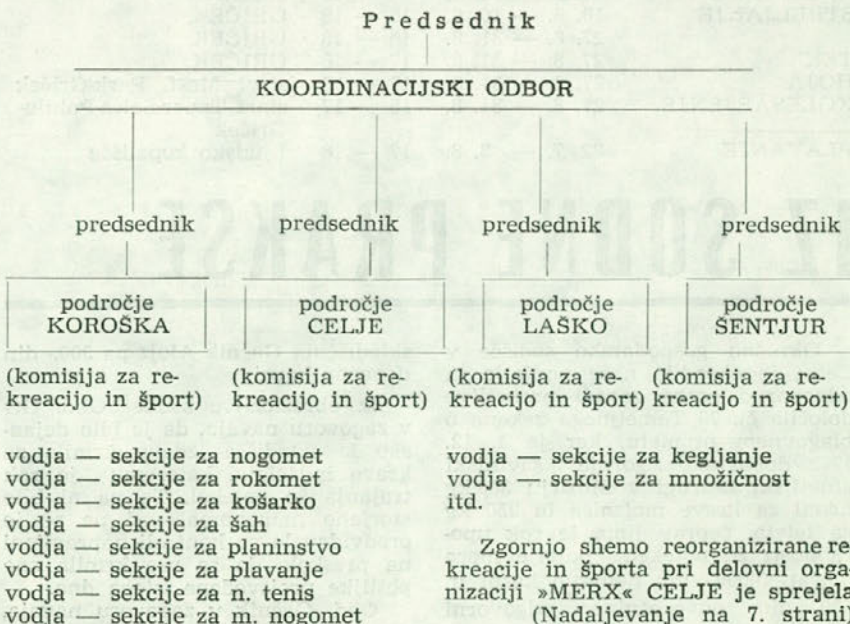 Predsednik
KOORDINACIJSKI ODBOR
predsednik predsednik predsednik predsednik
področje področje področje področje
KOROŠKA CELJE LAŠKO ŠENTJUR
(komisija za re- (komisija za re- (komisija za re- (komisija za re-
kreacijo in šport) kreacijo in šport) kreacijo in šport) kreacijo in šport)
vodja — sekcije za nogomet
vodja — sekcije za rokomet
vodja — sekcije za košarko
vodja — sekcije za šah
vodja — sekcije za planinstvo
vodja — sekcije za plavanje
vodja — sekcije za n. tenis
vodja — sekcije za m. nogomet
vodja — sekcije za kegljanje
vodja — sekcije za množičnost
itd.
Zgornjo shemo reorganizirane re
kreacije in športa pri delovni orga-
nizaciji »MERX« CELJE je sprejela
(Nadaljevanje na 7. strani)